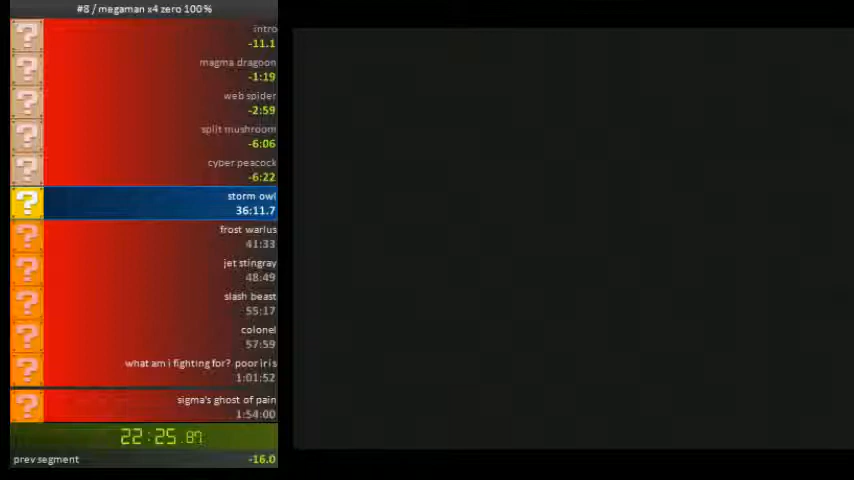 #8 / megaman x4 zero 100%
intro
-11.1
magma dragoon
-1:19
web spider
-2:59
split mushroom
-6:06
cyber peacock
-6:22
storm owl
36:11.7
frost warlus
41:33
jet stingray
48:49
slash beast
55:17
colonel
57:59
what am i fighting for? poor iris
1:01:52
sigma's ghost of pain
1:54:00
22:25.87
prev segment -16.0